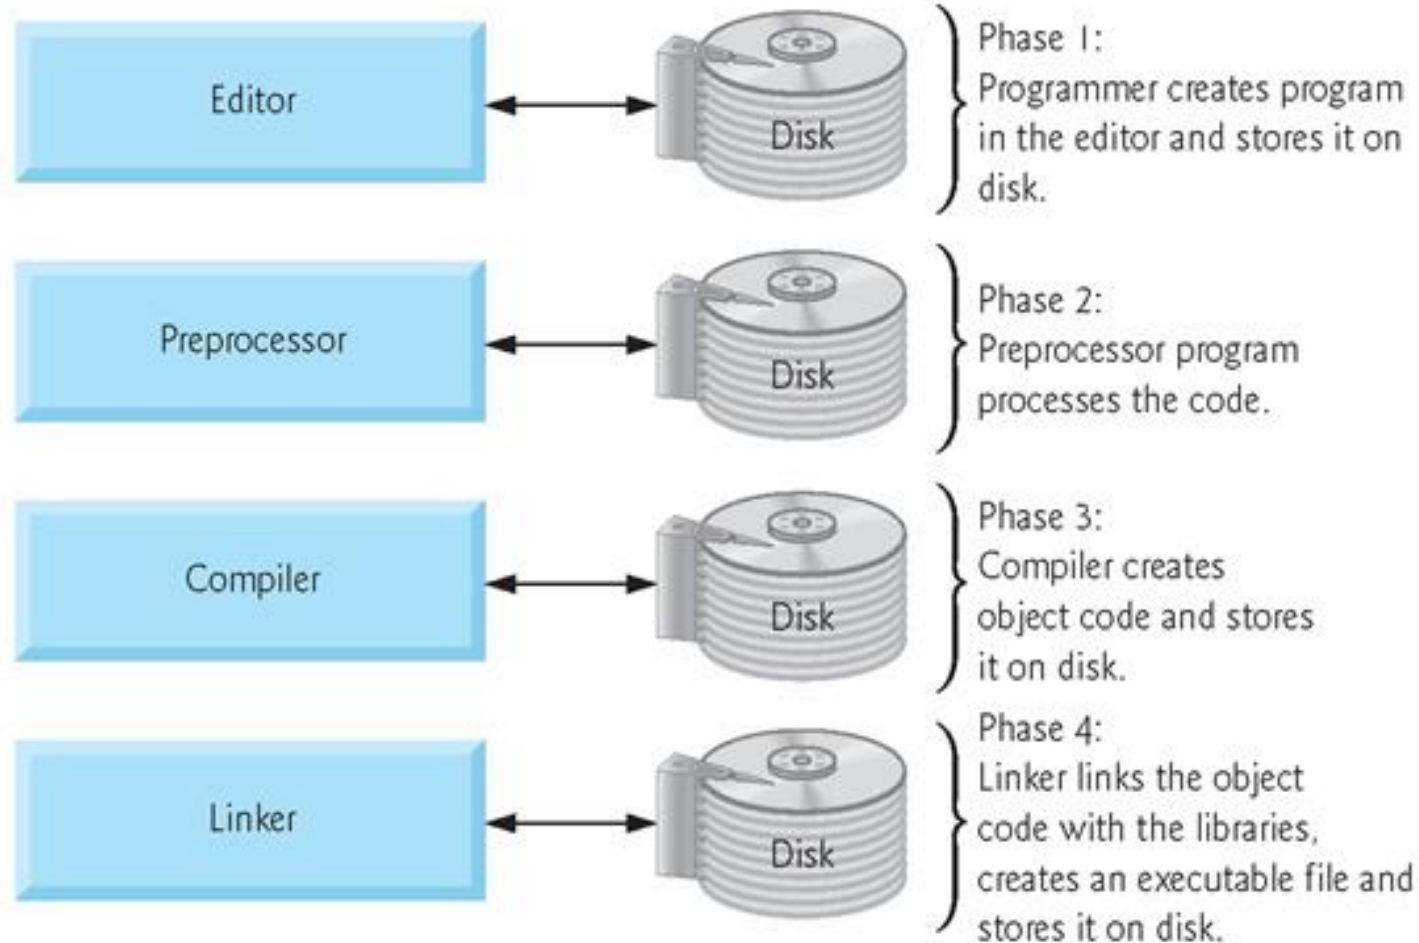 Editor
Disk
Phase 1:
Programmer creates program
in the editor and stores it on
disk.
Preprocessor
Disk
Phase 2:
Preprocessor program
processes the code.
Compiler
Disk
Phase 3:
Compiler creates
object code and stores
it on disk.
Linker
Disk
Phase 4:
Linker links the object
code with the libraries,
creates an executable file and
stores it on disk.